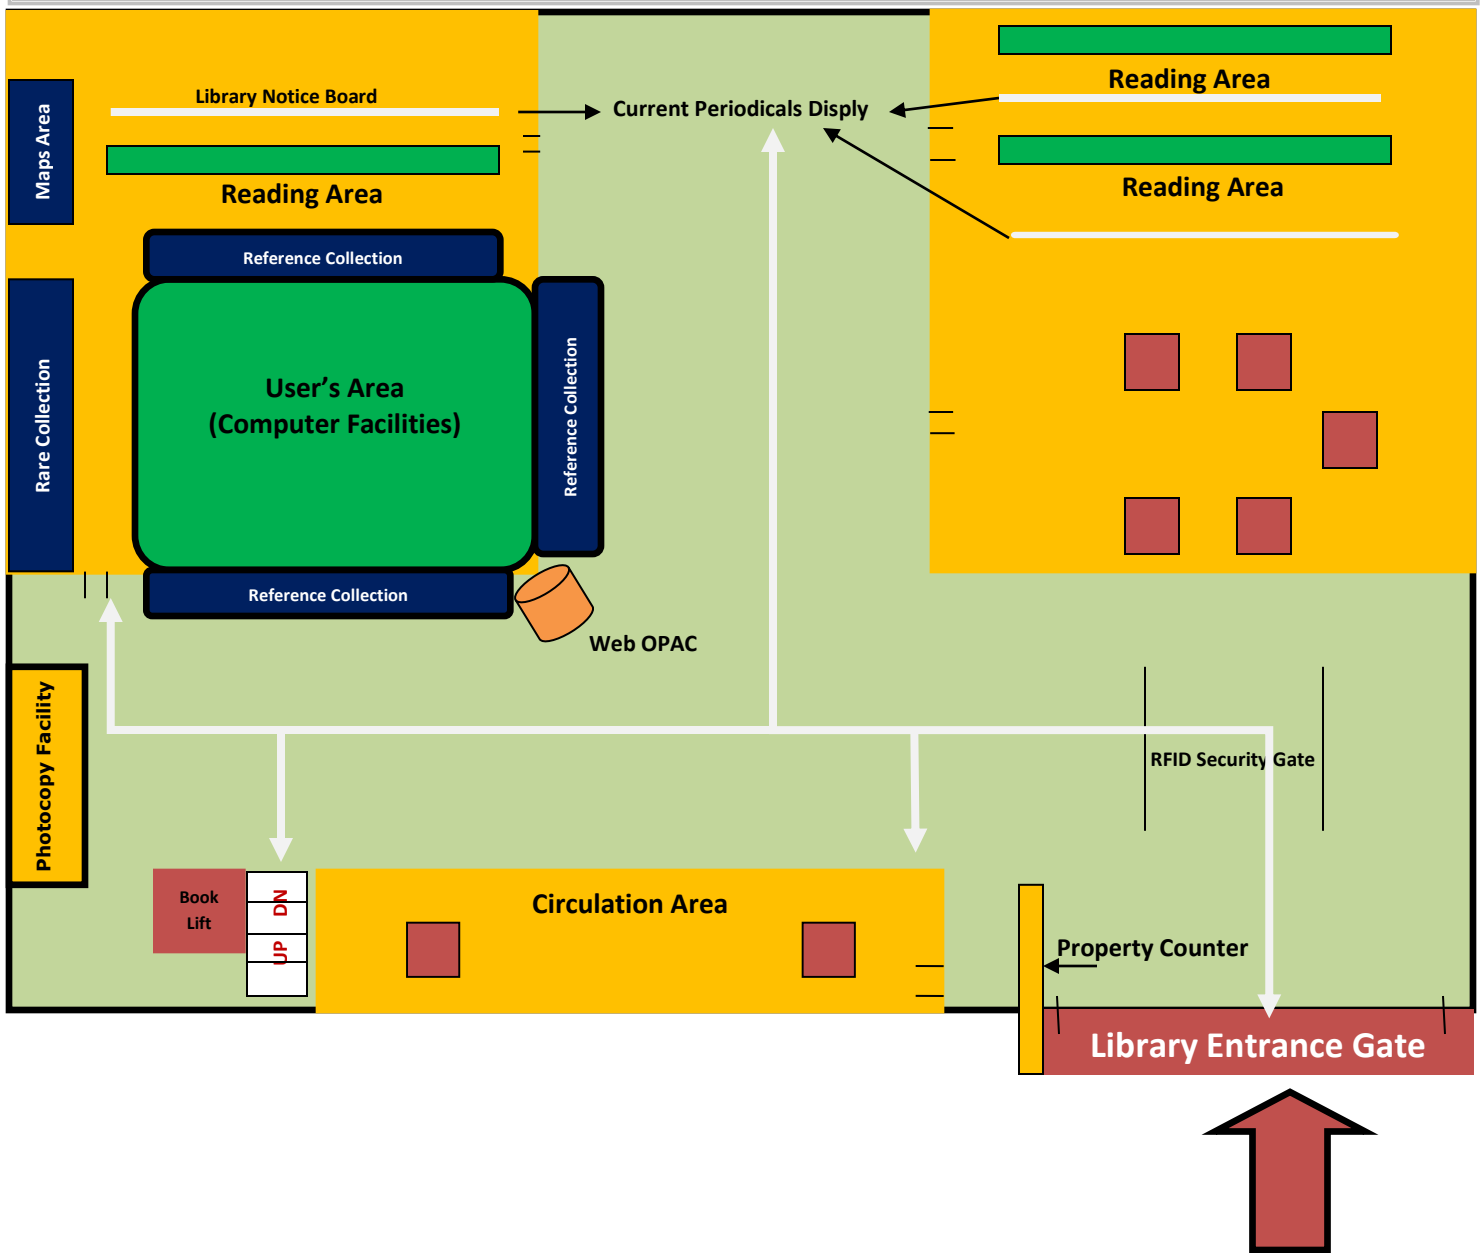 Reading Area
Library Notice Board
Current Periodicals Disply
Maps Area
Reading Area
Reading Area
Reference Collection
Rare Collection
User's Area
(Computer Facilities)
Reference Collection
Reference Collection
Web OPAC
Photocopy Facility
RFID Security Gate
Book
Lift
DN
UP
Circulation Area
Property Counter
Library Entrance Gate